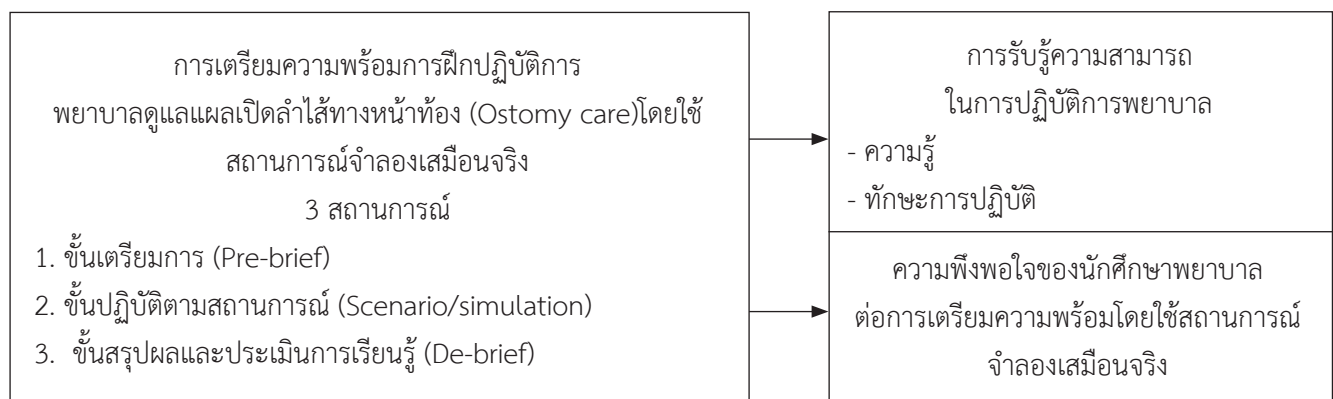 การเตรียมความพร้อมการฝึกปฏิบัติการ
พยาบาลดูแลแผลเปิดลำไส้ทางหน้าท้อง (Ostomy care)โดยใช้
สถานการณ์จำลองเสมือนจริง
3 สถานการณ์
1. ขั้นเตรียมการ (Pre-brief)
2. ขั้นปฏิบัติตามสถานการณ์ (Scenario/simulation)
3. ขั้นสรุปผลและประเมินการเรียนรู้ (De-brief)
การรับรู้ความสามารถ
ในการปฏิบัติการพยาบาล
- ความรู้
- ทักษะการปฏิบัติ
ความพึงพอใจของนักศึกษาพยาบาล
ต่อการเตรียมความพร้อมโดยใช้สถานการณ์
จำลองเสมือนจริง